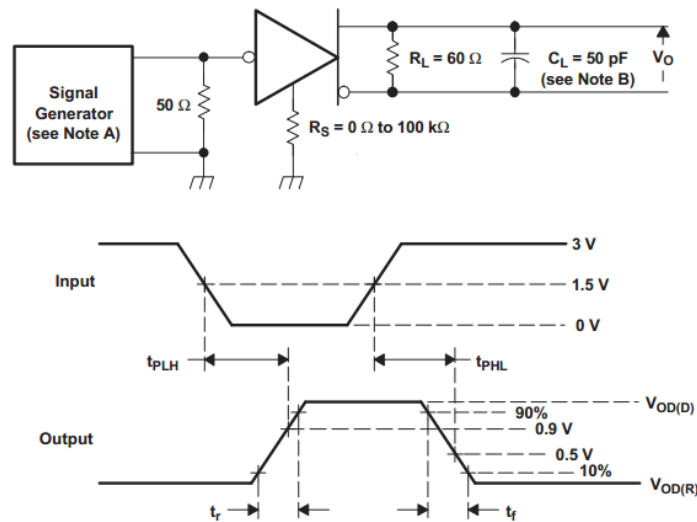 Signal
Generator
(see Note A)
50 Ω
R_S = 0 Ω to 100 kΩ
R_L = 60 Ω
C_L = 50 pF
(see Note B)
V_O
Input
3 V
1.5 V
0 V
t_PLH
t_PHL
Output
V_OD(D)
90%
0.9 V
0.5 V
10%
V_OD(R)
t_r
t_f